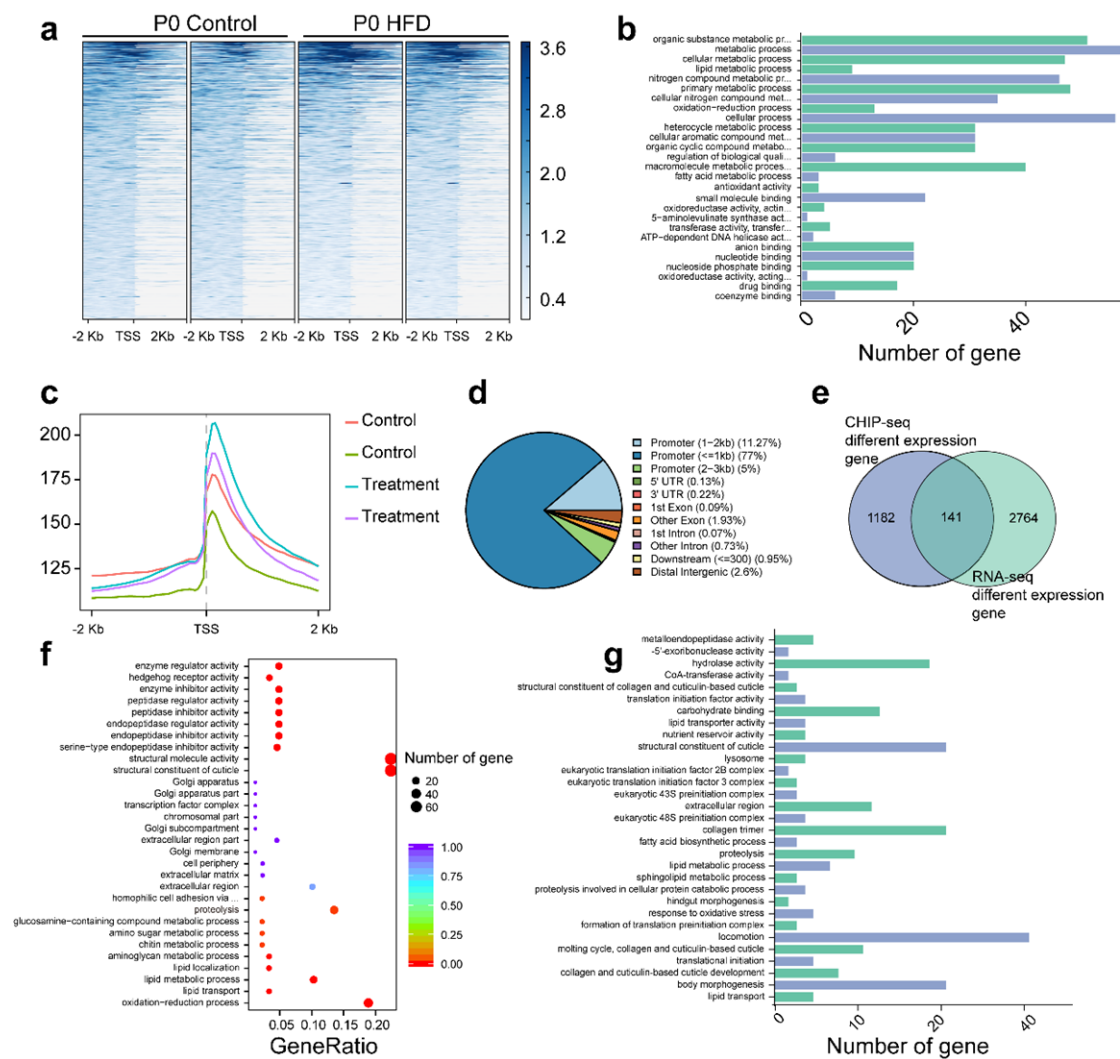 a
P0 Control
P0 HFD
3.6
2.8
2.0
1.2
0.4
-2 Kb TSS 2Kb -2 Kb TSS 2Kb -2 Kb TSS 2Kb -2 Kb TSS 2 Kb
b
organic substance metabolic pr...
metabolic process
cellular metabolic process
lipid metabolic process
nitrogen compound metabolic pr...
primary metabolic process
cellular nitrogen compound met...
oxidation-reduction process
cellular process
heterocycle metabolic process
cellular aromatic compound met...
organic cyclic compound metabo...
regulation of biological quali...
macromolecule metabolic proces...
fatty acid metabolic process
antioxidant activity
small molecule binding
oxidoreductase activity, actin...
5-aminolevulinate synthase act...
transferase activity, transfer...
ATP-dependent DNA helicase act...
anion binding
nucleotide binding
nucleoside phosphate binding
oxidoreductase activity, acting...
drug binding
coenzyme binding
0 20 40
Number of gene
c
200
175
150
125
-2 Kb TSS 2 Kb
Control
Control
Treatment
Treatment
d
Promoter (1-2kb) (11.27%)
Promoter (<=1kb) (77%)
Promoter (2-3kb) (5%)
5' UTR (0.13%)
3' UTR (0.22%)
1st Exon (0.09%)
Other Exon (1.93%)
1st Intron (0.07%)
Other Intron (0.73%)
Downstream (<=300) (0.95%)
Distal Intergenic (2.6%)
e
CHIP-seq
different expression
gene
1182 141 2764
RNA-seq
different expression
gene
f
enzyme regulator activity
hedgehog receptor activity
enzyme inhibitor activity
peptidase regulator activity
peptidase inhibitor activity
endopeptidase regulator activity
endopeptidase inhibitor activity
serine-type endopeptidase inhibitor activity
structural molecule activity
structural constituent of cuticle
Golgi apparatus
Golgi apparatus part
transcription factor complex
chromosomal part
Golgi subcompartment
extracellular region part
Golgi membrane
cell periphery
extracellular matrix
extracellular region
homophilic cell adhesion via ...
proteolysis
glucosamine-containing compound metabolic process
amino sugar metabolic process
chitin metabolic process
aminoglycan metabolic process
lipid localization
lipid metabolic process
lipid transport
oxidation-reduction process
0.05 0.10 0.15 0.20
GeneRatio
Number of gene
20
40
60
1.00
0.75
0.50
0.25
0.00
g
metalloendopeptidase activity
-5'-exoribonuclease activity
hydrolase activity
CoA-transferase activity
structural constituent of collagen and cuticulin-based cuticle
translation initiation factor activity
carbohydrate binding
lipid transporter activity
nutrient reservoir activity
structural constituent of cuticle
lysosome
eukaryotic translation initiation factor 2B complex
eukaryotic translation initiation factor 3 complex
eukaryotic 43S preinitiation complex
extracellular region
eukaryotic 48S preinitiation complex
collagen trimer
fatty acid biosynthetic process
proteolysis
lipid metabolic process
sphingolipid metabolic process
proteolysis involved in cellular protein catabolic process
hindgut morphogenesis
response to oxidative stress
formation of translation preinitiation complex
locomotion
molting cycle, collagen and cuticulin-based cuticle
translational initiation
collagen and cuticulin-based cuticle development
body morphogenesis
lipid transport
0 10 20 40
Number of gene